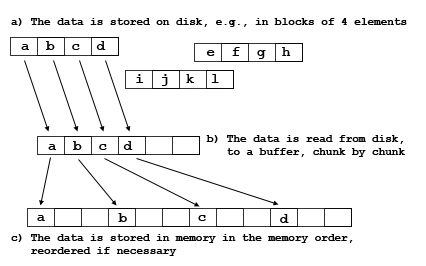 a) The data is stored on disk, e.g., in blocks of 4 elements
a b c d
e f g h
i j k l
a b c d
b) The data is read from disk,
to a buffer, chunk by chunk
a b c d
c) The data is stored in memory in the memory order,
reordered if necessary